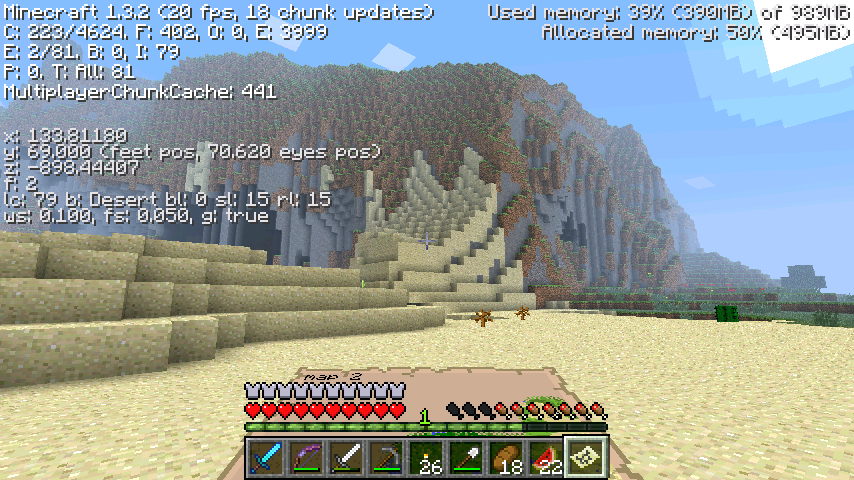 Minecraft 1.3.2 (20 fps, 18 chunk updates)
Used memory: 39% (390MB) of 989MB
C: 223/4624, F: 402, O: 0, E: 3999
Allocated memory: 50% (495MB)
E: 2/81, B: 0, I: 79
P: 0, T: All: 81
MultiplayerChunkCache: 441
x: 133.81180
y: 69.000 (feet pos, 70.620 eyes pos)
z: -898.44407
f: 2
lc: 79 b: Desert bl: 0 sl: 15 rl: 15
ws: 0.100, fs: 0.050, g: true
map 2
1
26
18
22